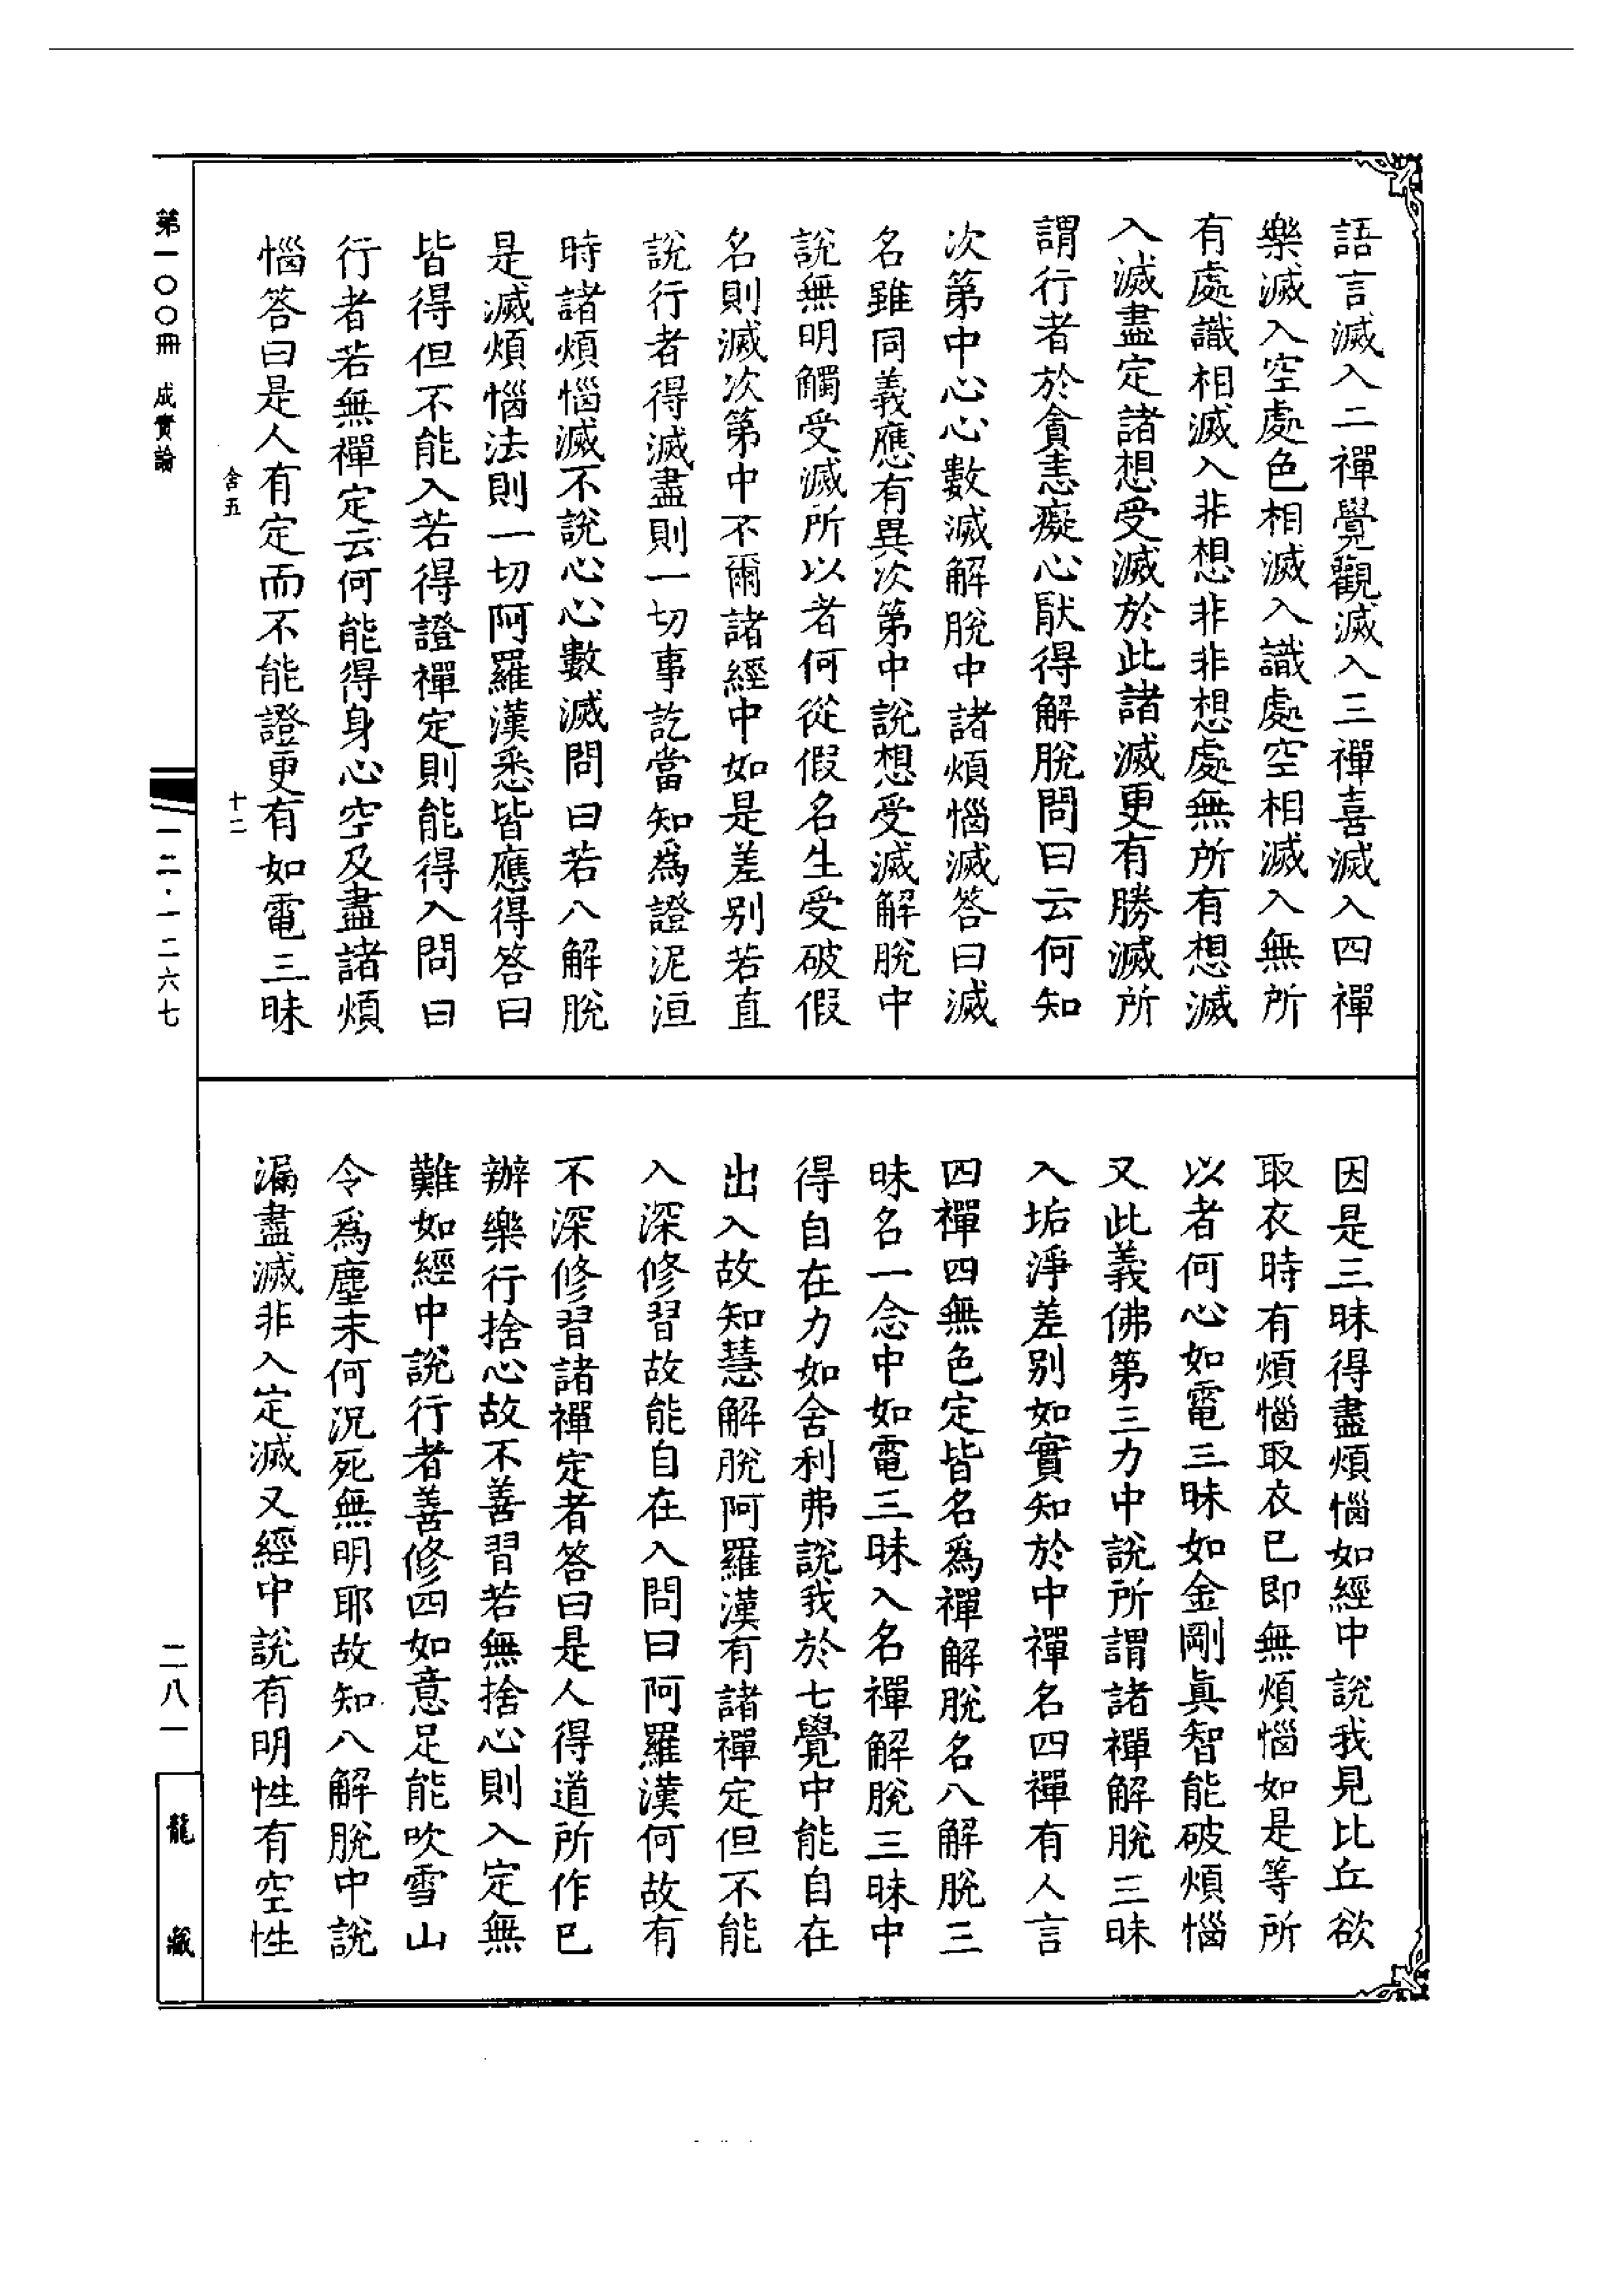 語言滅入二禪覺觀滅入三禪喜滅入四禪
樂滅入空處色相滅入識處空相滅入無所
有處識相滅入非想非非想處無所有想滅
入滅盡定諸想受滅於此諸滅更有勝滅所
謂行者於貪恚癡心厭得解脫問曰云何知
次第中心心數滅解脫中諸煩惱滅答曰滅
名雖同義應有異次第中說想受滅解脫中
說無明觸受滅所以者何從假名生受破假
名則滅次第中不爾諸經中如是差别若直
說行者得滅盡則一切事訖當知為證泥洹
時諸煩惱滅不說心心數滅問曰若八解脫
是滅煩惱法則一切阿羅漢悉皆應得答曰
皆得但不能入若得證禪定則能得入問曰
行者若無禪定云何能得身心空及盡諸煩
惱答曰是人有定而不能證更有如電三昧
因是三昧得盡煩惱如經中說我見比丘欲
取衣時有煩惱取衣已即無煩惱如是等所
以者何心如電三昧如金剛真智能破煩惱
又此義佛第三力中說所謂諸禪解脫三昧
入垢淨差别如實知於中禪名四禪有人言
四禪四無色定皆名為禪解脫名八解脫三
昧名一念中如電三昧入名禪解脫三昧中
得自在力如舍利弗說我於七覺中能自在
出入故知慧解脫阿羅漢有諸禪定但不能
入深修習故能自在入問曰阿羅漢何故有
不深修習諸禪定者答曰是人得道所作已
辦樂行捨心故不善習若無捨心則入定無
難如經中說行者善修四如意足能吹雪山
令為塵末何況死無明耶故知八解脫中說
漏盡滅非入定滅又經中說有明性有空性
舍五
十二
第一〇〇冊 成實論
一二·一二六七
二八一
龍藏